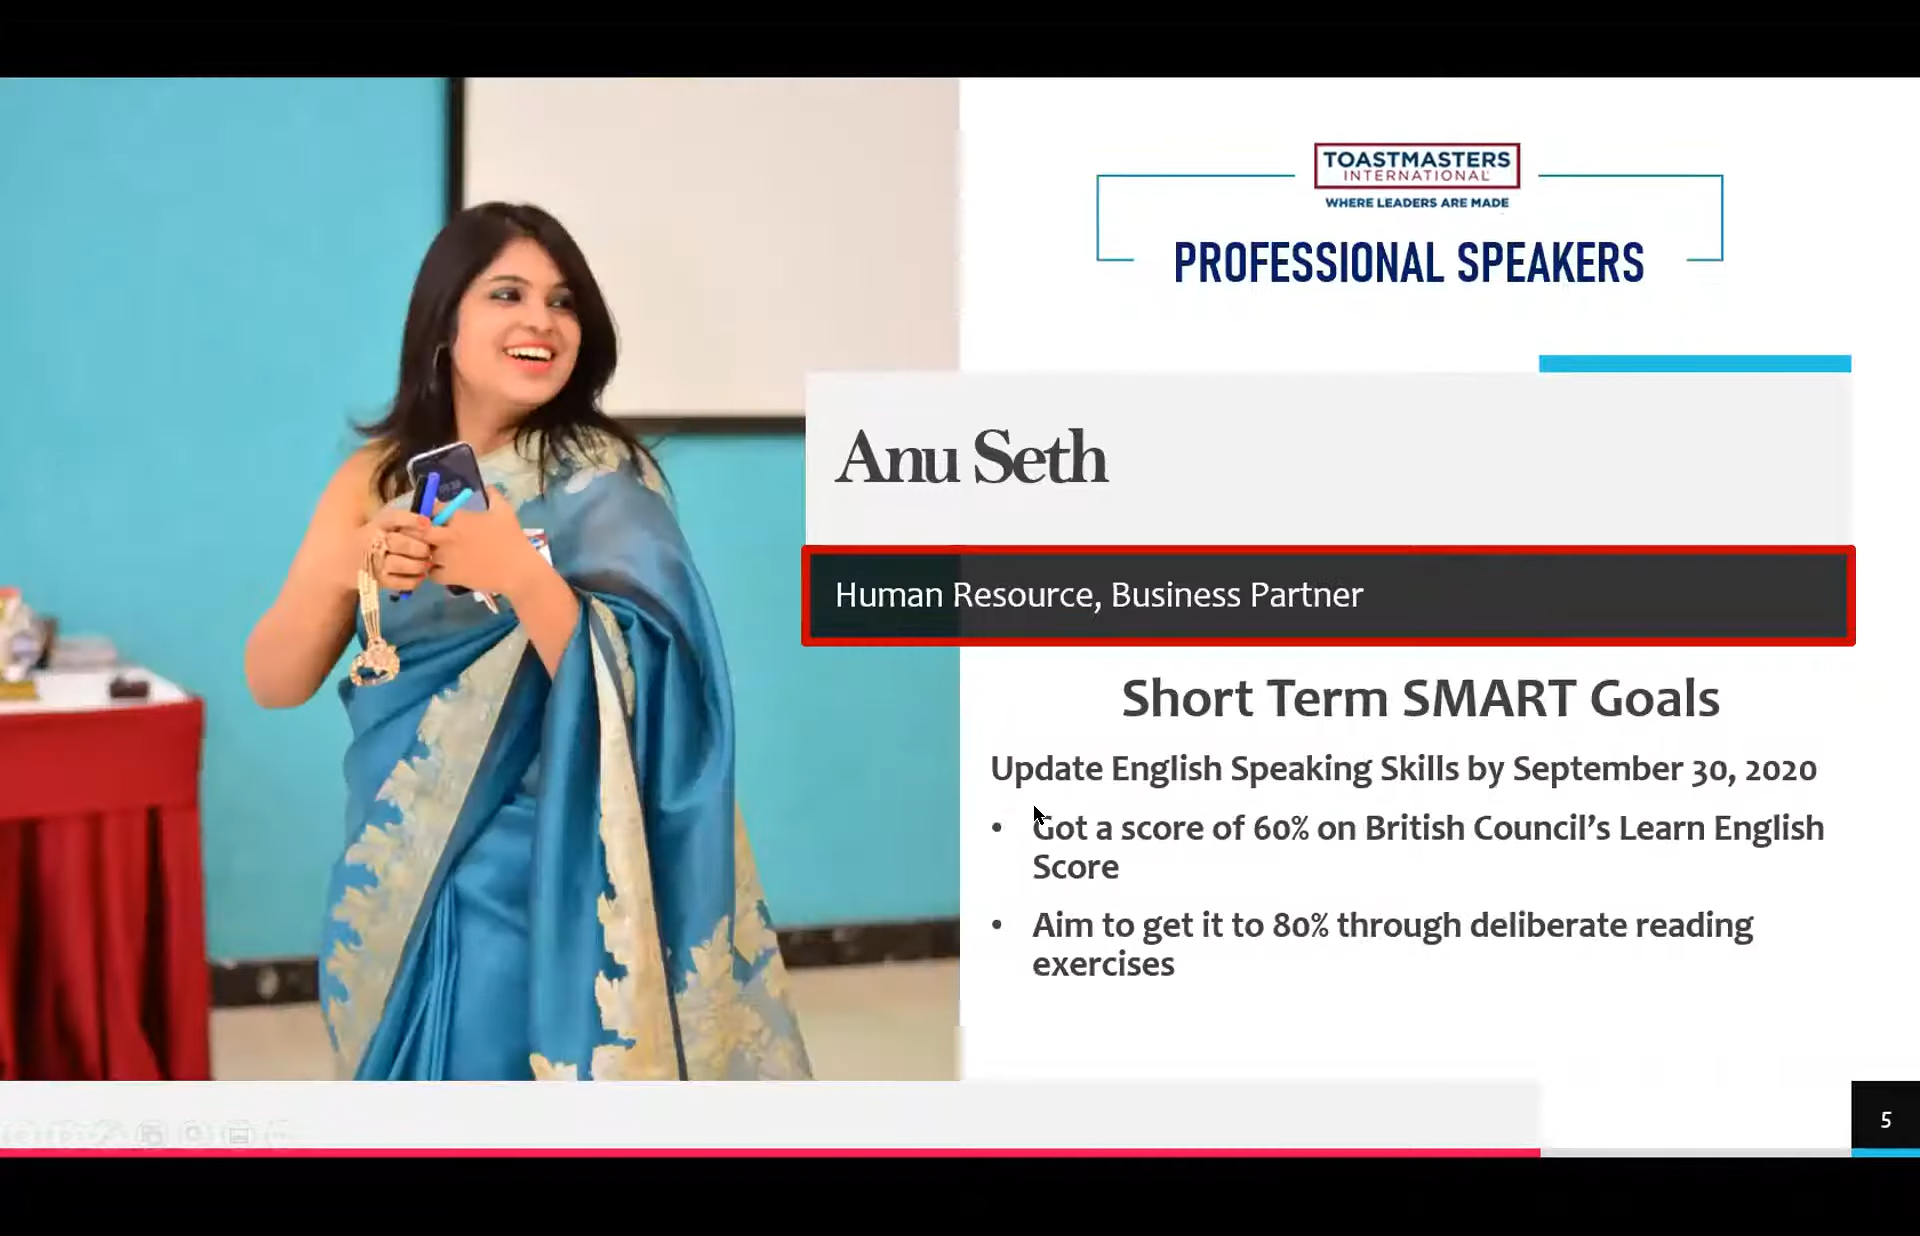 TOASTMASTERS
INTERNATIONAL
WHERE LEADERS ARE MADE
PROFESSIONAL SPEAKERS
Anu Seth
Human Resource, Business Partner
Short Term SMART Goals
Update English Speaking Skills by September 30, 2020
• Got a score of 60% on British Council’s Learn English
Score
• Aim to get it to 80% through deliberate reading
exercises
5